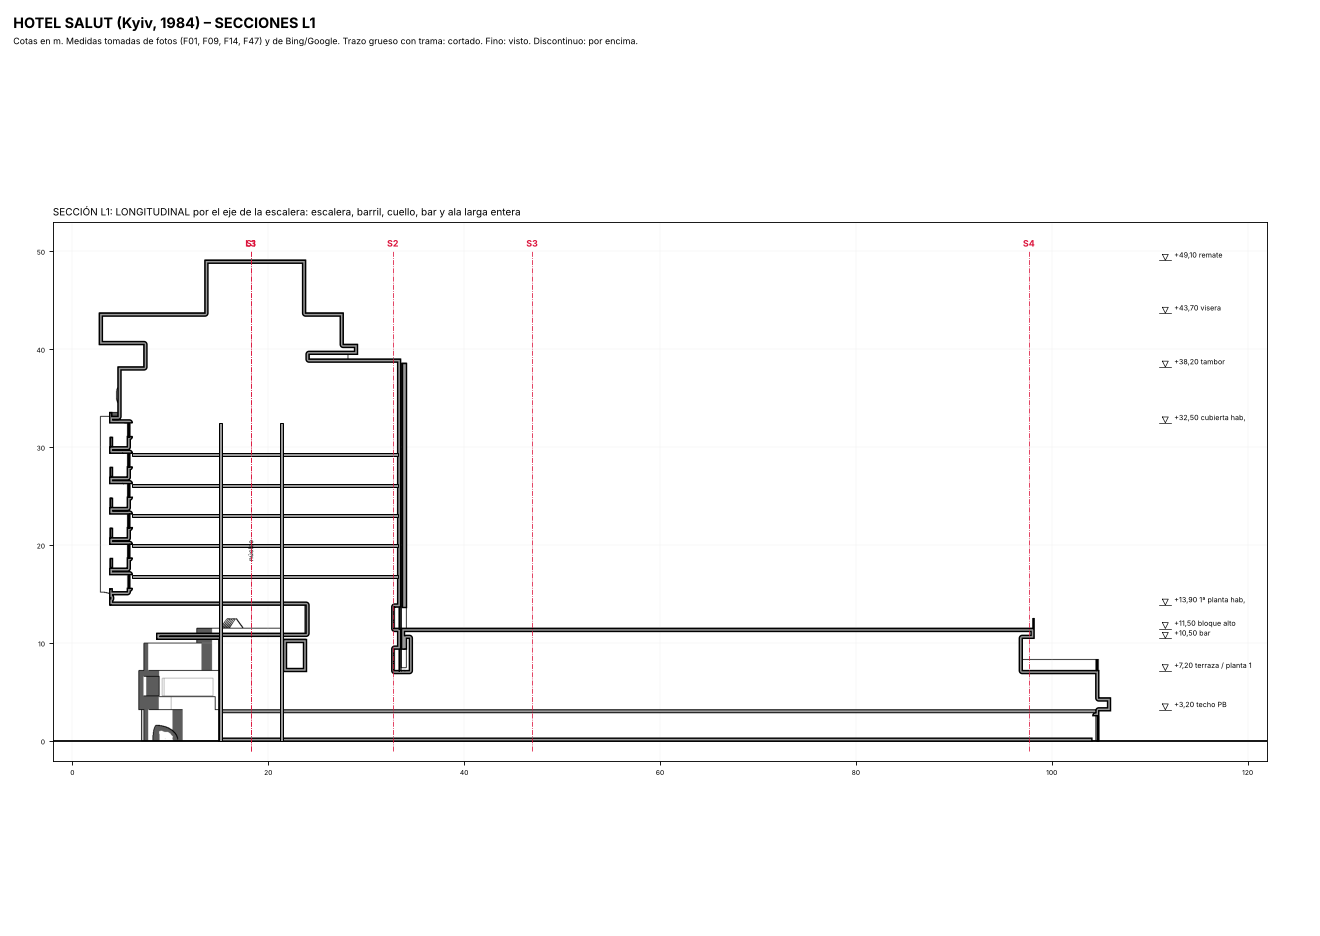 HOTEL SALUT (Kyiv, 1984) – SECCIONES L1
Cotas en m. Medidas tomadas de fotos (F01, F09, F14, F47) y de Bing/Google. Trazo grueso con trama: cortado. Fino: visto. Discontinuo: por encima.
SECCIÓN L1: LONGITUDINAL por el eje de la escalera: escalera, barril, cuello, bar y ala larga entera
S2
S3
S4
50
+49,10 remate
+43,70 visera
40
+38,20 tambor
+32,50 cubierta hab,
30
20
+13,90 1ª planta hab,
+11,50 bloque alto
+10,50 bar
10
+7,20 terraza / planta 1
+3,20 techo PB
0
0
20
40
60
80
100
120